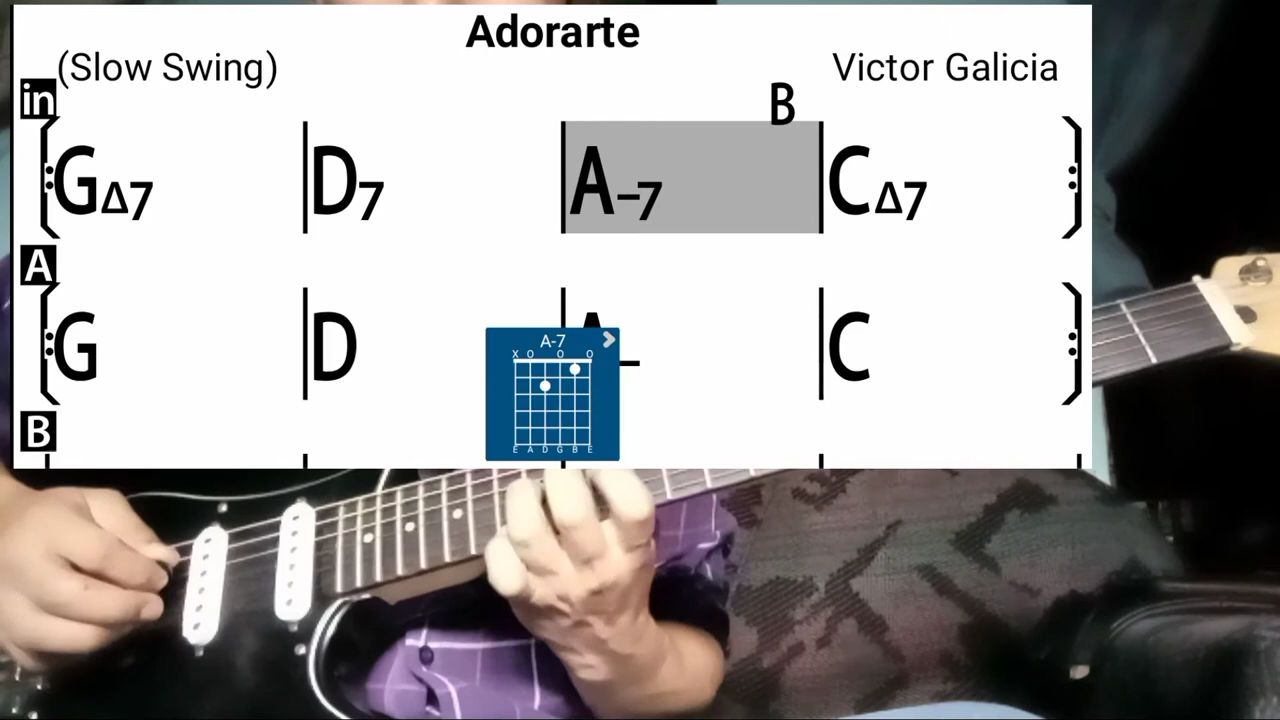 Adorarte
(Slow Swing)
Victor Galicia
in
B
GΔ7 D7 A-7 CΔ7
A
G D A- C
A-7
X O O O
E A D G B E
B